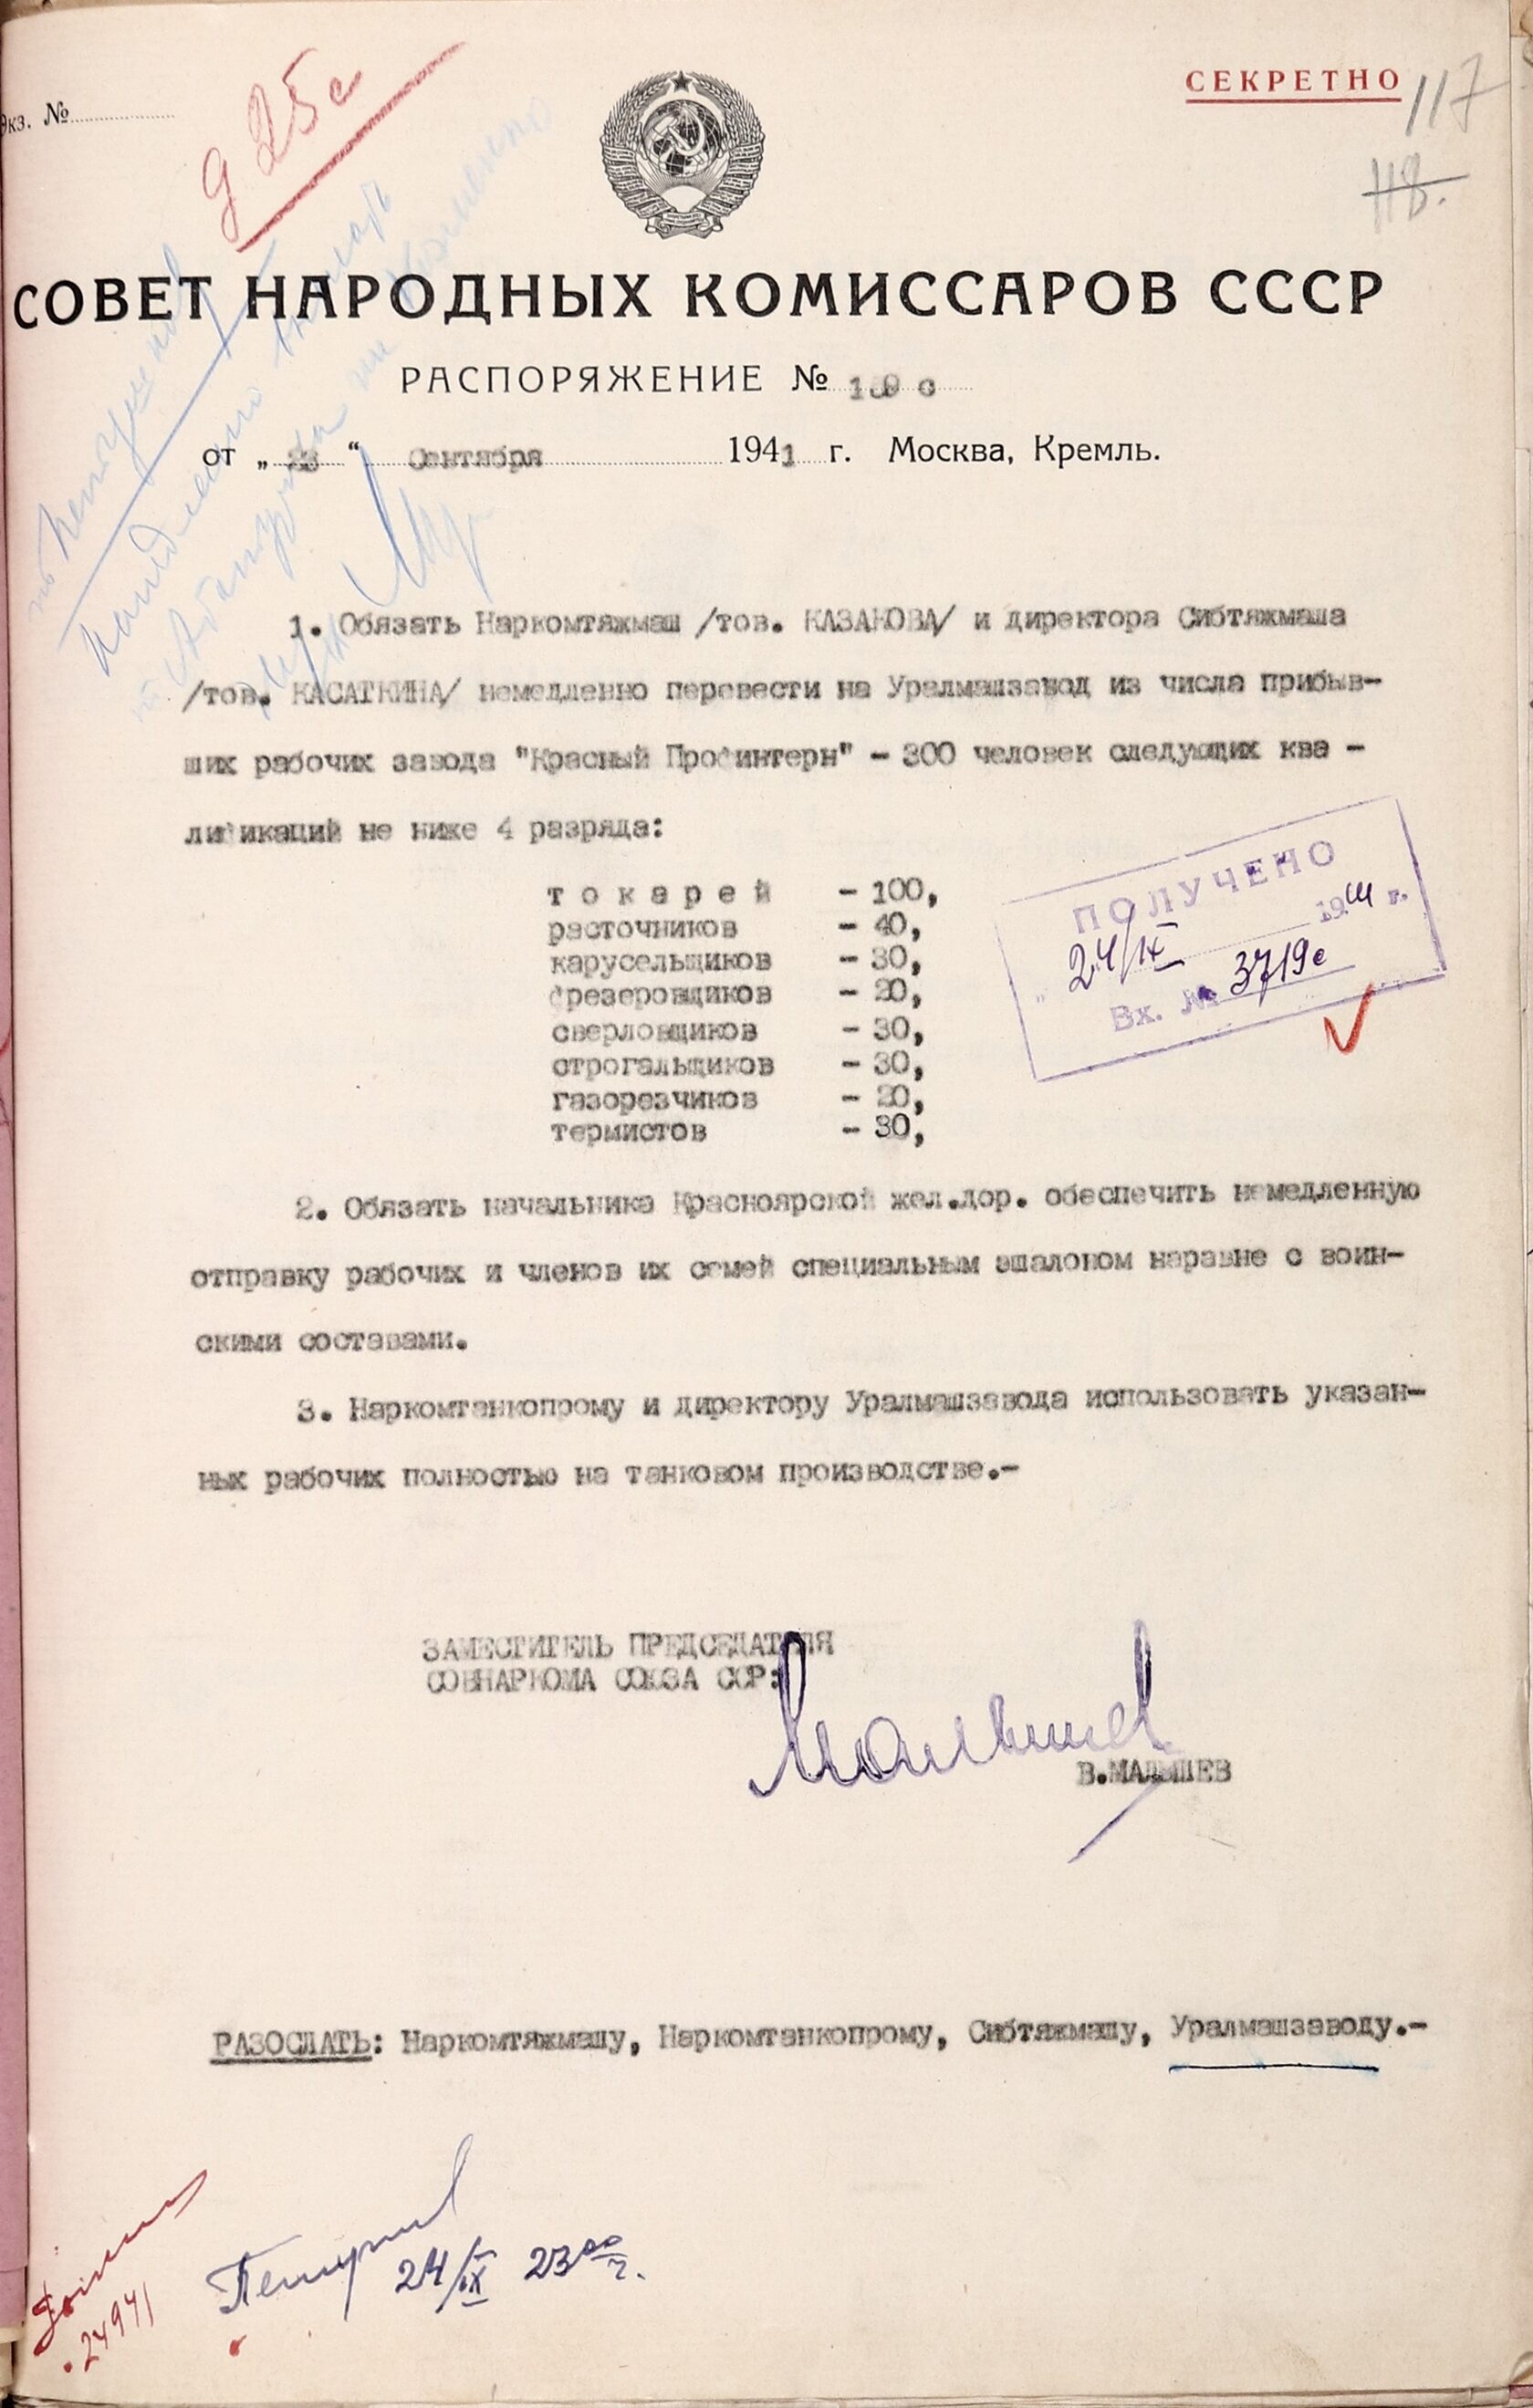 СЕКРЕТНО
117
118.
Экз. №
д 25с
СОВЕТ НАРОДНЫХ КОМИССАРОВ СССР
РАСПОРЯЖЕНИЕ №
от „ “ Сентября 1941 г. Москва, Кремль.
1. Обязать Наркомтяжмаш /тов. КАЗАКОВА/ и директора Сибтяжмаша
/тов. КАСАТКИНА/ немедленно перевести на Уралмашзавод из числа прибыв-
ших рабочих завода "Красный Профинтерн" - 300 человек следующих ква -
лификаций не ниже 4 разряда:
токарей - 100,
расточников - 40,
карусельщиков - 30,
фрезеровщиков - 20,
сверловщиков - 30,
строгальщиков - 30,
газорезчиков - 20,
термистов - 30,
ПОЛУЧЕНО
24/IX 1941 г.
Вх. № 3719с
2. Обязать начальника Красноярской жел.дор. обеспечить немедленную
отправку рабочих и членов их семей специальным эшалоном наравне с воин-
скими составами.
3. Наркомтанкопрому и директору Уралмашзавода использовать указан-
ных рабочих полностью на танковом производстве.-
ЗАМЕСТИТЕЛЬ ПРЕДСЕДАТЕЛЯ
СОВНАРКОМА СОЮЗА ССР:
Малышев
В.МАЛЫШЕВ
РАЗОСЛАТЬ: Наркомтяжмашу, Наркомтанкопрому, Сибтяжмашу, Уралмашзаводу.-
24/IX 23 00 ч.